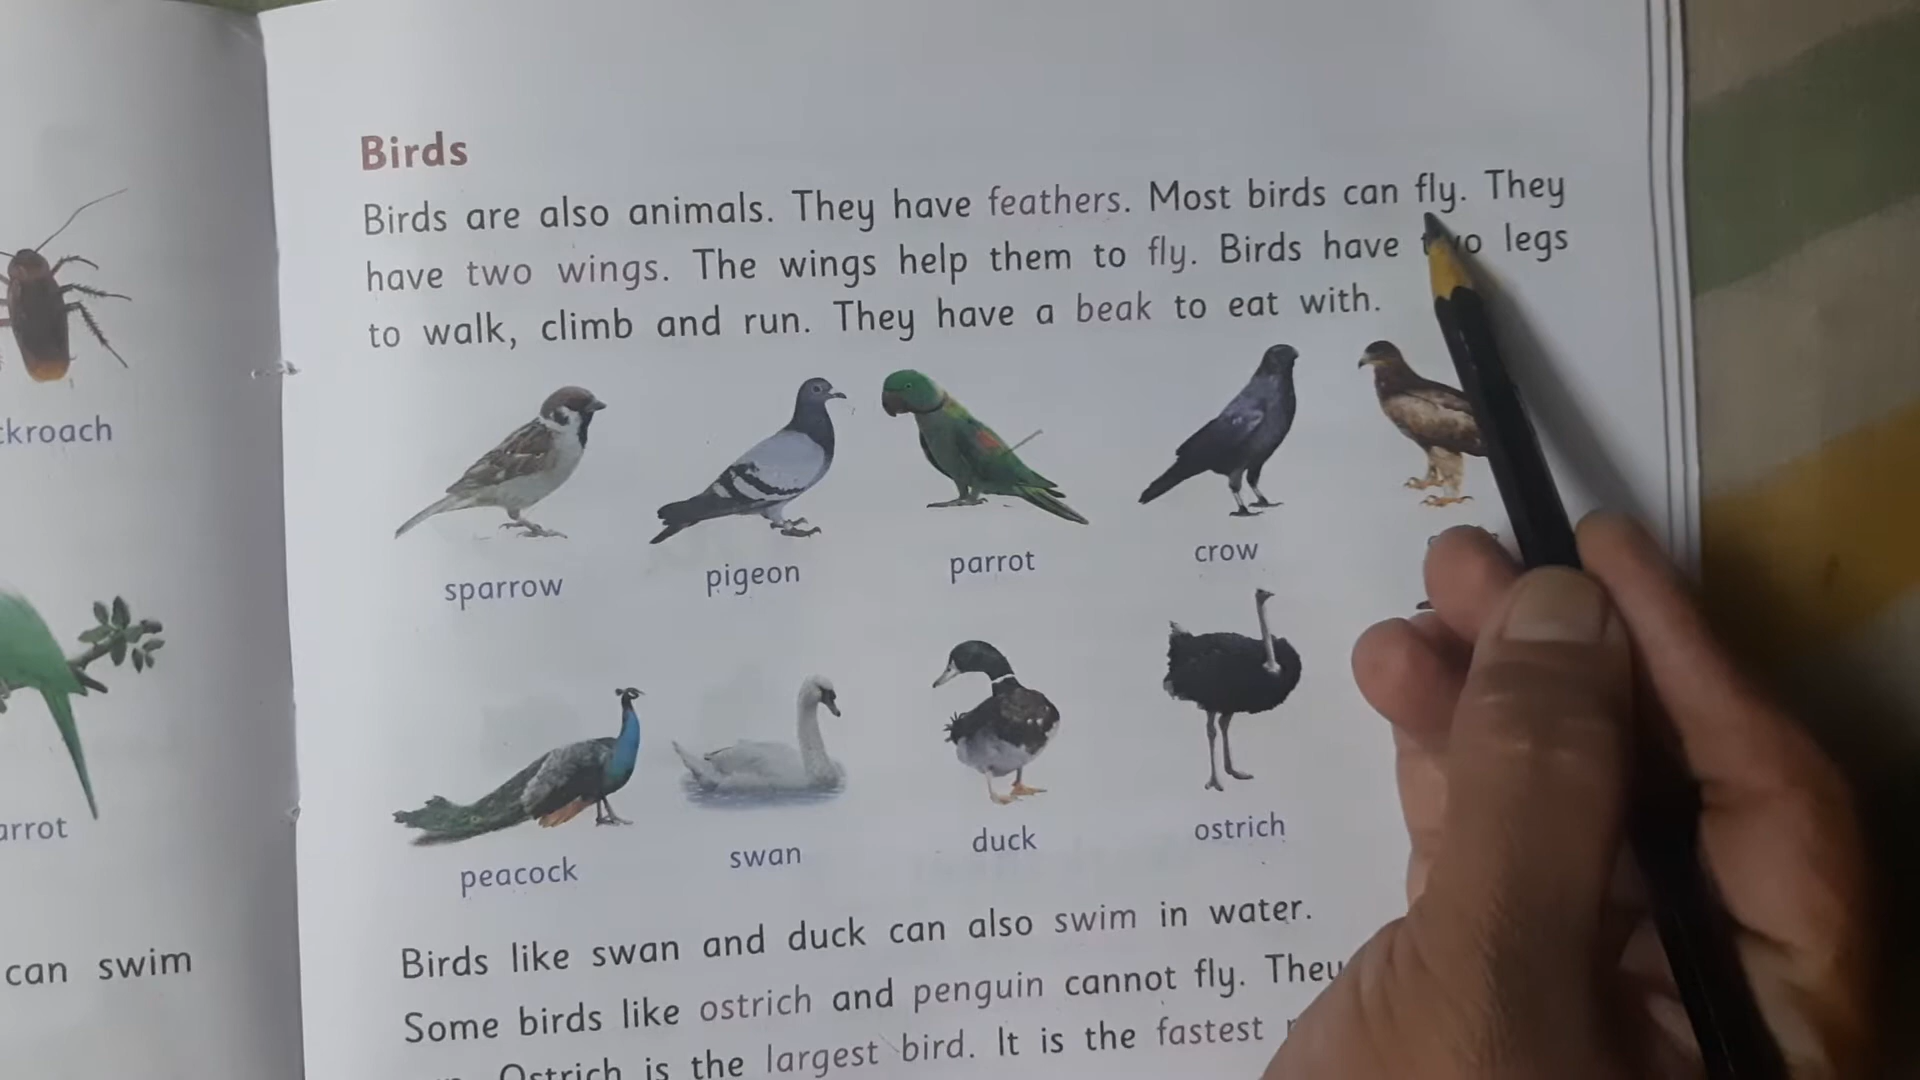 Birds
Birds are also animals. They have feathers. Most birds can fly. They
have two wings. The wings help them to fly. Birds have two legs
to walk, climb and run. They have a beak to eat with.
sparrow
pigeon
parrot
crow
peacock
swan
duck
ostrich
Birds like swan and duck can also swim in water.
Some birds like ostrich and penguin cannot fly. They
Ostrich is the largest bird. It is the fastest
ckroach
arrot
can swim